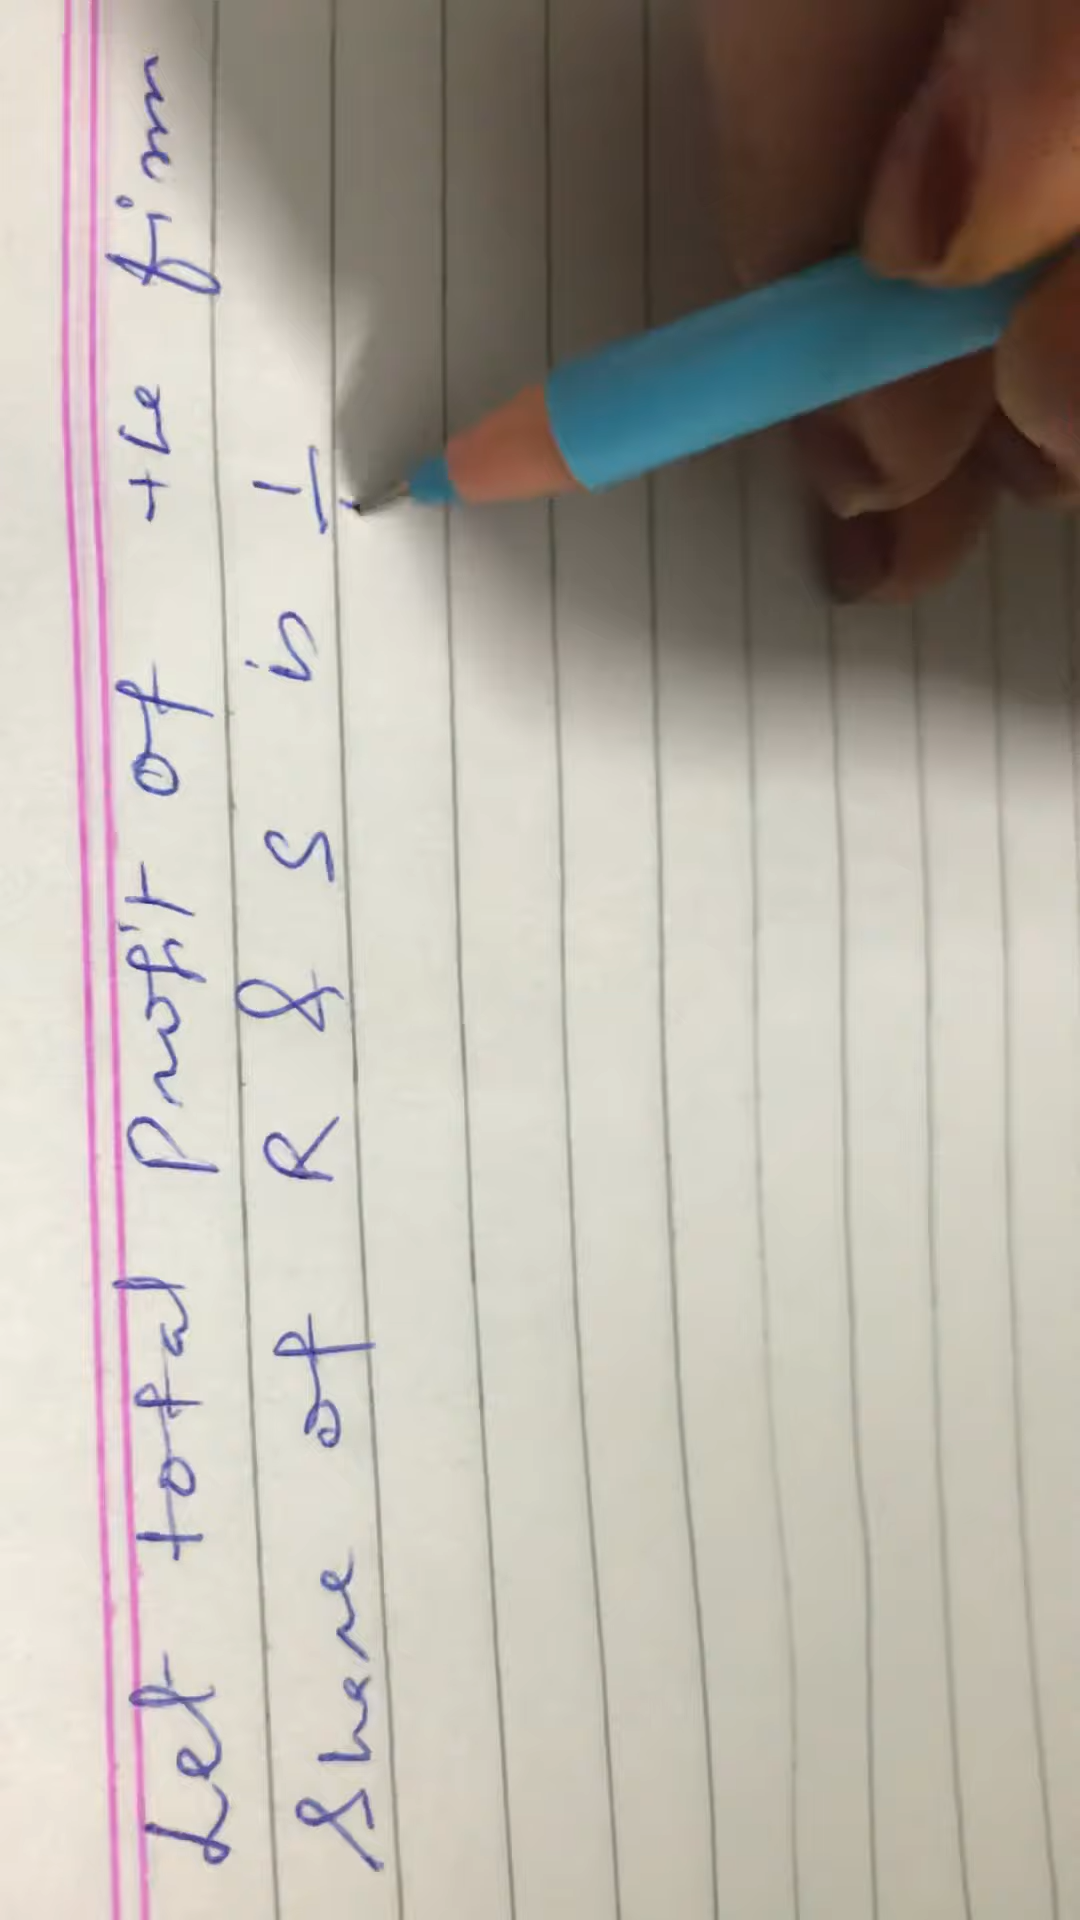 Let total Profit of the firm
Share of R & S is 1